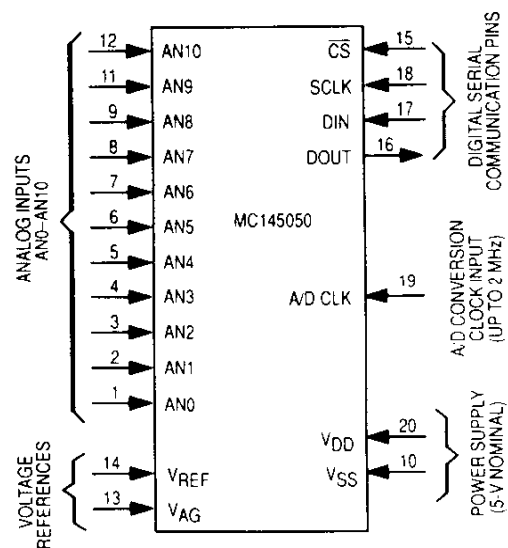 ANALOG INPUTS
AN0–AN10
12 AN10
11 AN9
9 AN8
8 AN7
7 AN6
6 AN5
5 AN4
4 AN3
3 AN2
2 AN1
1 AN0
VOLTAGE
REFERENCES
14 VREF
13 VAG
MC145050
CS 15
SCLK 18
DIN 17
DOUT 16
DIGITAL SERIAL
COMMUNICATION PINS
A/D CLK 19
A/D CONVERSION
CLOCK INPUT
(UP TO 2 MHz)
VDD 20
VSS 10
POWER SUPPLY
(5-V NOMINAL)